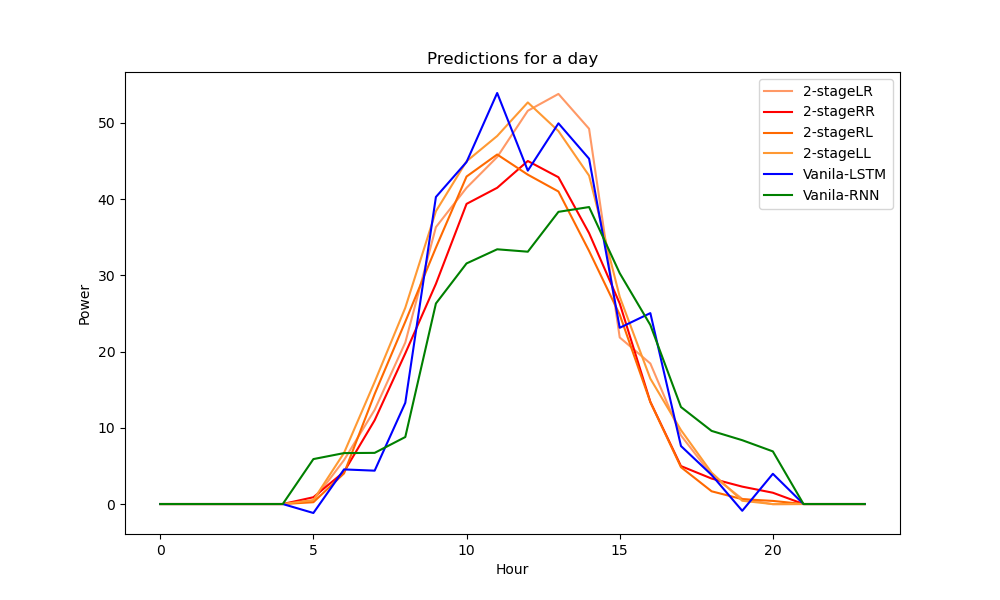 Predictions for a day
2-stageLR
2-stageRR
2-stageRL
2-stageLL
Vanila-LSTM
Vanila-RNN
Power
50
40
30
20
10
0
0 5 10 15 20
Hour